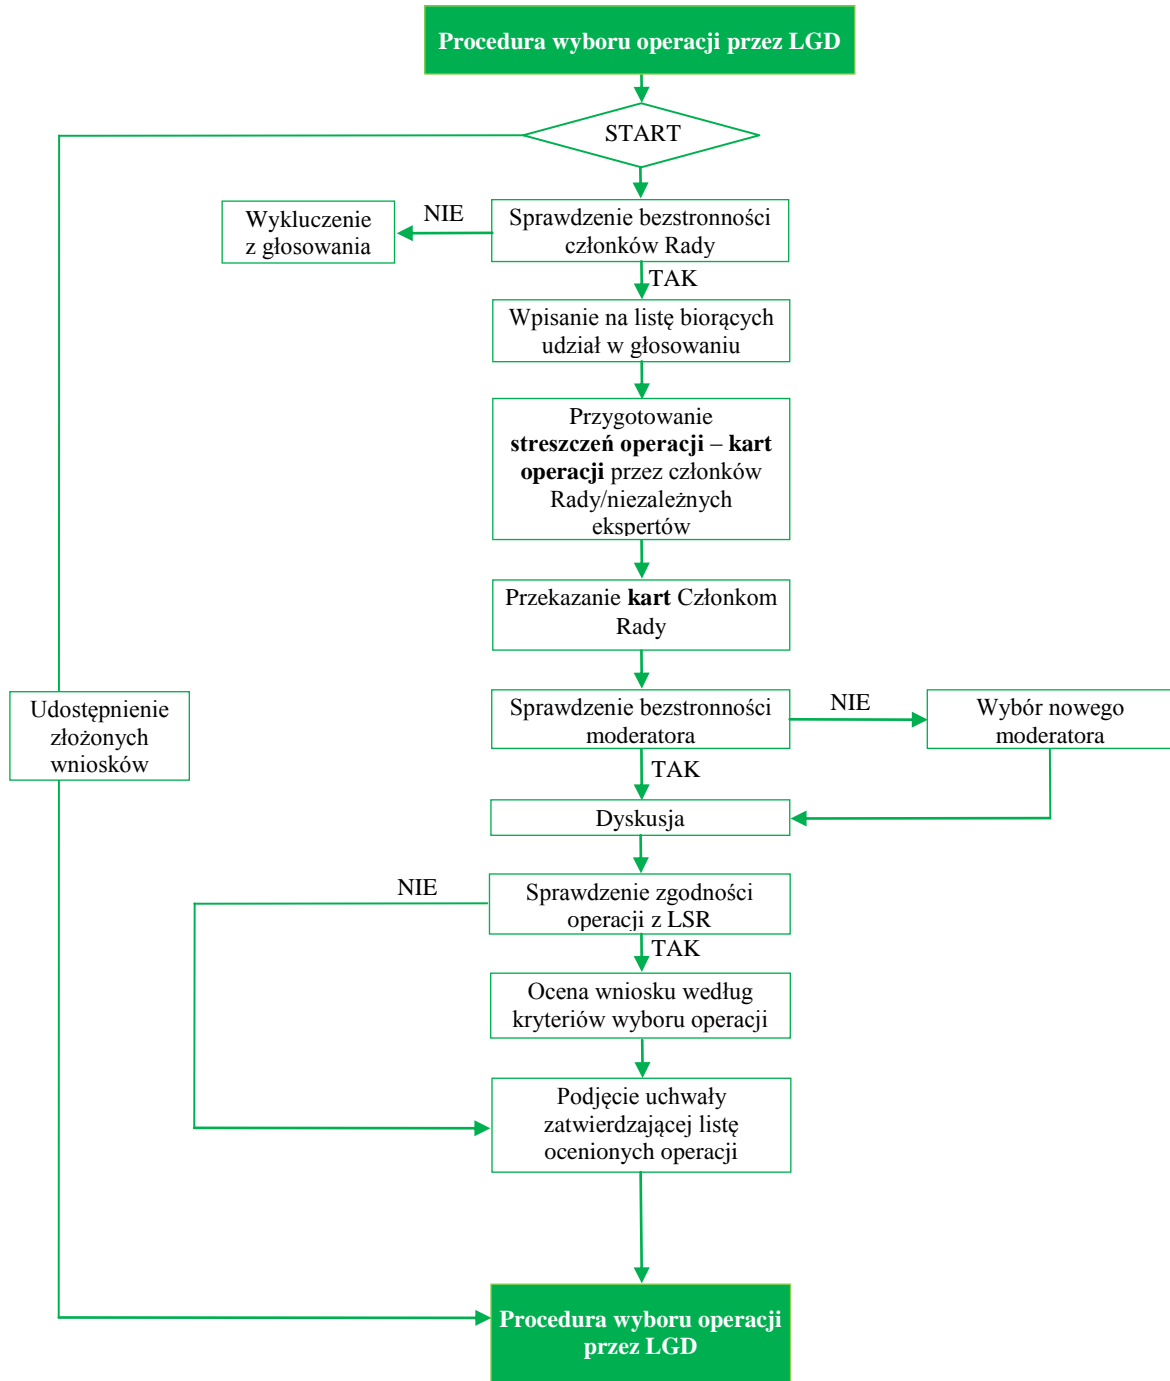 Procedura wyboru operacji przez LGD
START
Wykluczenie
z głosowania
NIE
Sprawdzenie bezstronności
członków Rady
TAK
Wpisanie na listę biorących
udział w głosowaniu
Przygotowanie
streszczeń operacji – kart
operacji przez członków
Rady/niezależnych
ekspertów
Przekazanie kart Członkom
Rady
Udostępnienie
złożonych
wniosków
Sprawdzenie bezstronności
moderatora
NIE
Wybór nowego
moderatora
TAK
Dyskusja
NIE
Sprawdzenie zgodności
operacji z LSR
TAK
Ocena wniosku według
kryteriów wyboru operacji
Podjęcie uchwały
zatwierdzającej listę
ocenionych operacji
Procedura wyboru operacji
przez LGD